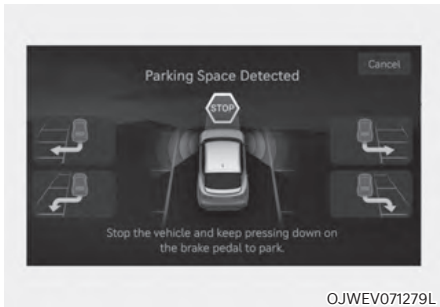 Cancel
Parking Space Detected
STOP
Stop the vehicle and keep pressing down on
the brake pedal to park.
OJWEV071279L